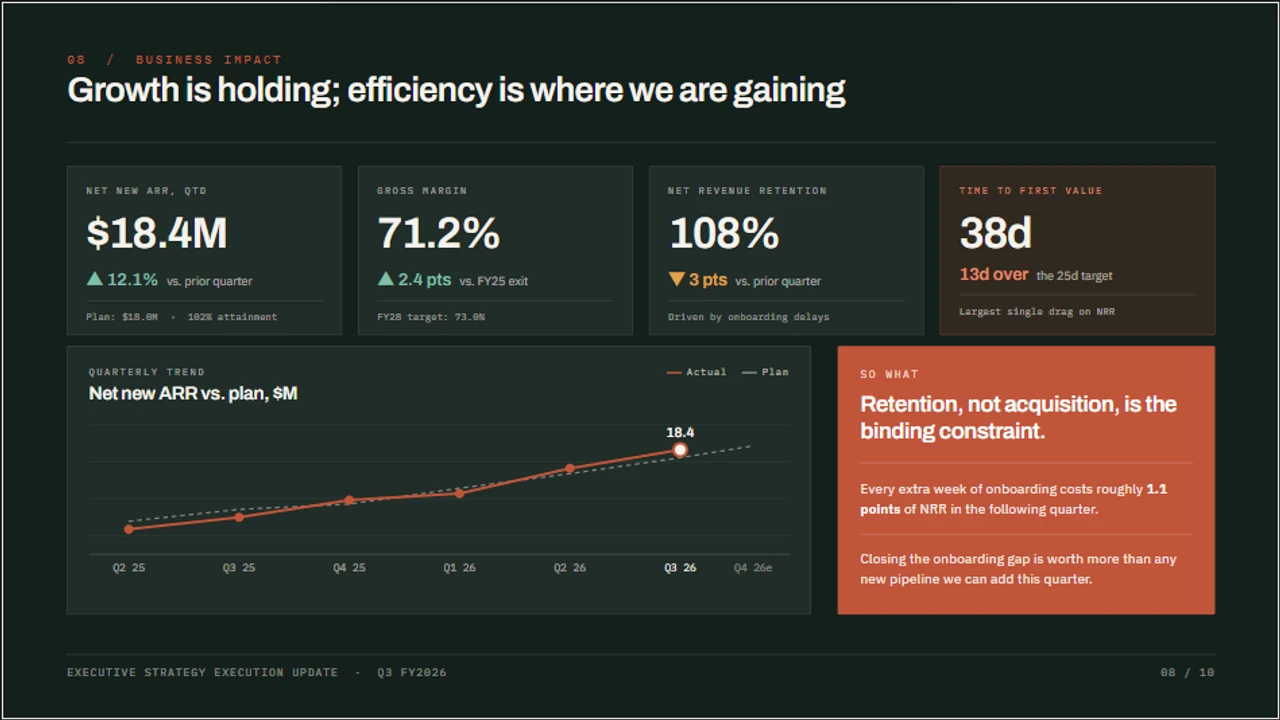 08 / BUSINESS IMPACT
Growth is holding; efficiency is where we are gaining
NET NEW ARR, QTD
$18.4M
▲ 12.1% vs. prior quarter
Plan: $18.0M · 102% attainment
GROSS MARGIN
71.2%
▲ 2.4 pts vs. FY25 exit
FY28 target: 73.0%
NET REVENUE RETENTION
108%
▼ 3 pts vs. prior quarter
Driven by onboarding delays
TIME TO FIRST VALUE
38d
13d over the 25d target
Largest single drag on NRR
QUARTERLY TREND
Net new ARR vs. plan, $M
Actual Plan
18.4
Q2 25 Q3 25 Q4 25 Q1 26 Q2 26 Q3 26 Q4 26e
SO WHAT
Retention, not acquisition, is the
binding constraint.
Every extra week of onboarding costs roughly 1.1
points of NRR in the following quarter.
Closing the onboarding gap is worth more than any
new pipeline we can add this quarter.
EXECUTIVE STRATEGY EXECUTION UPDATE · Q3 FY2026
08 / 10